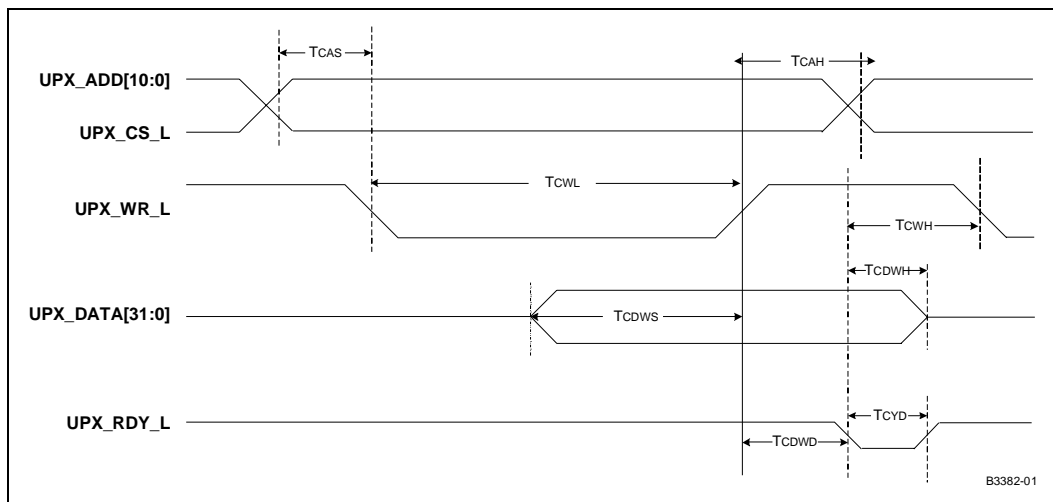 TCAS
TCAH
UPX_ADD[10:0]
UPX_CS_L
TCWL
UPX_WR_L
TCWH
TCDWH
UPX_DATA[31:0]
TCDWS
UPX_RDY_L
TCYD
TCDWD
B3382-01